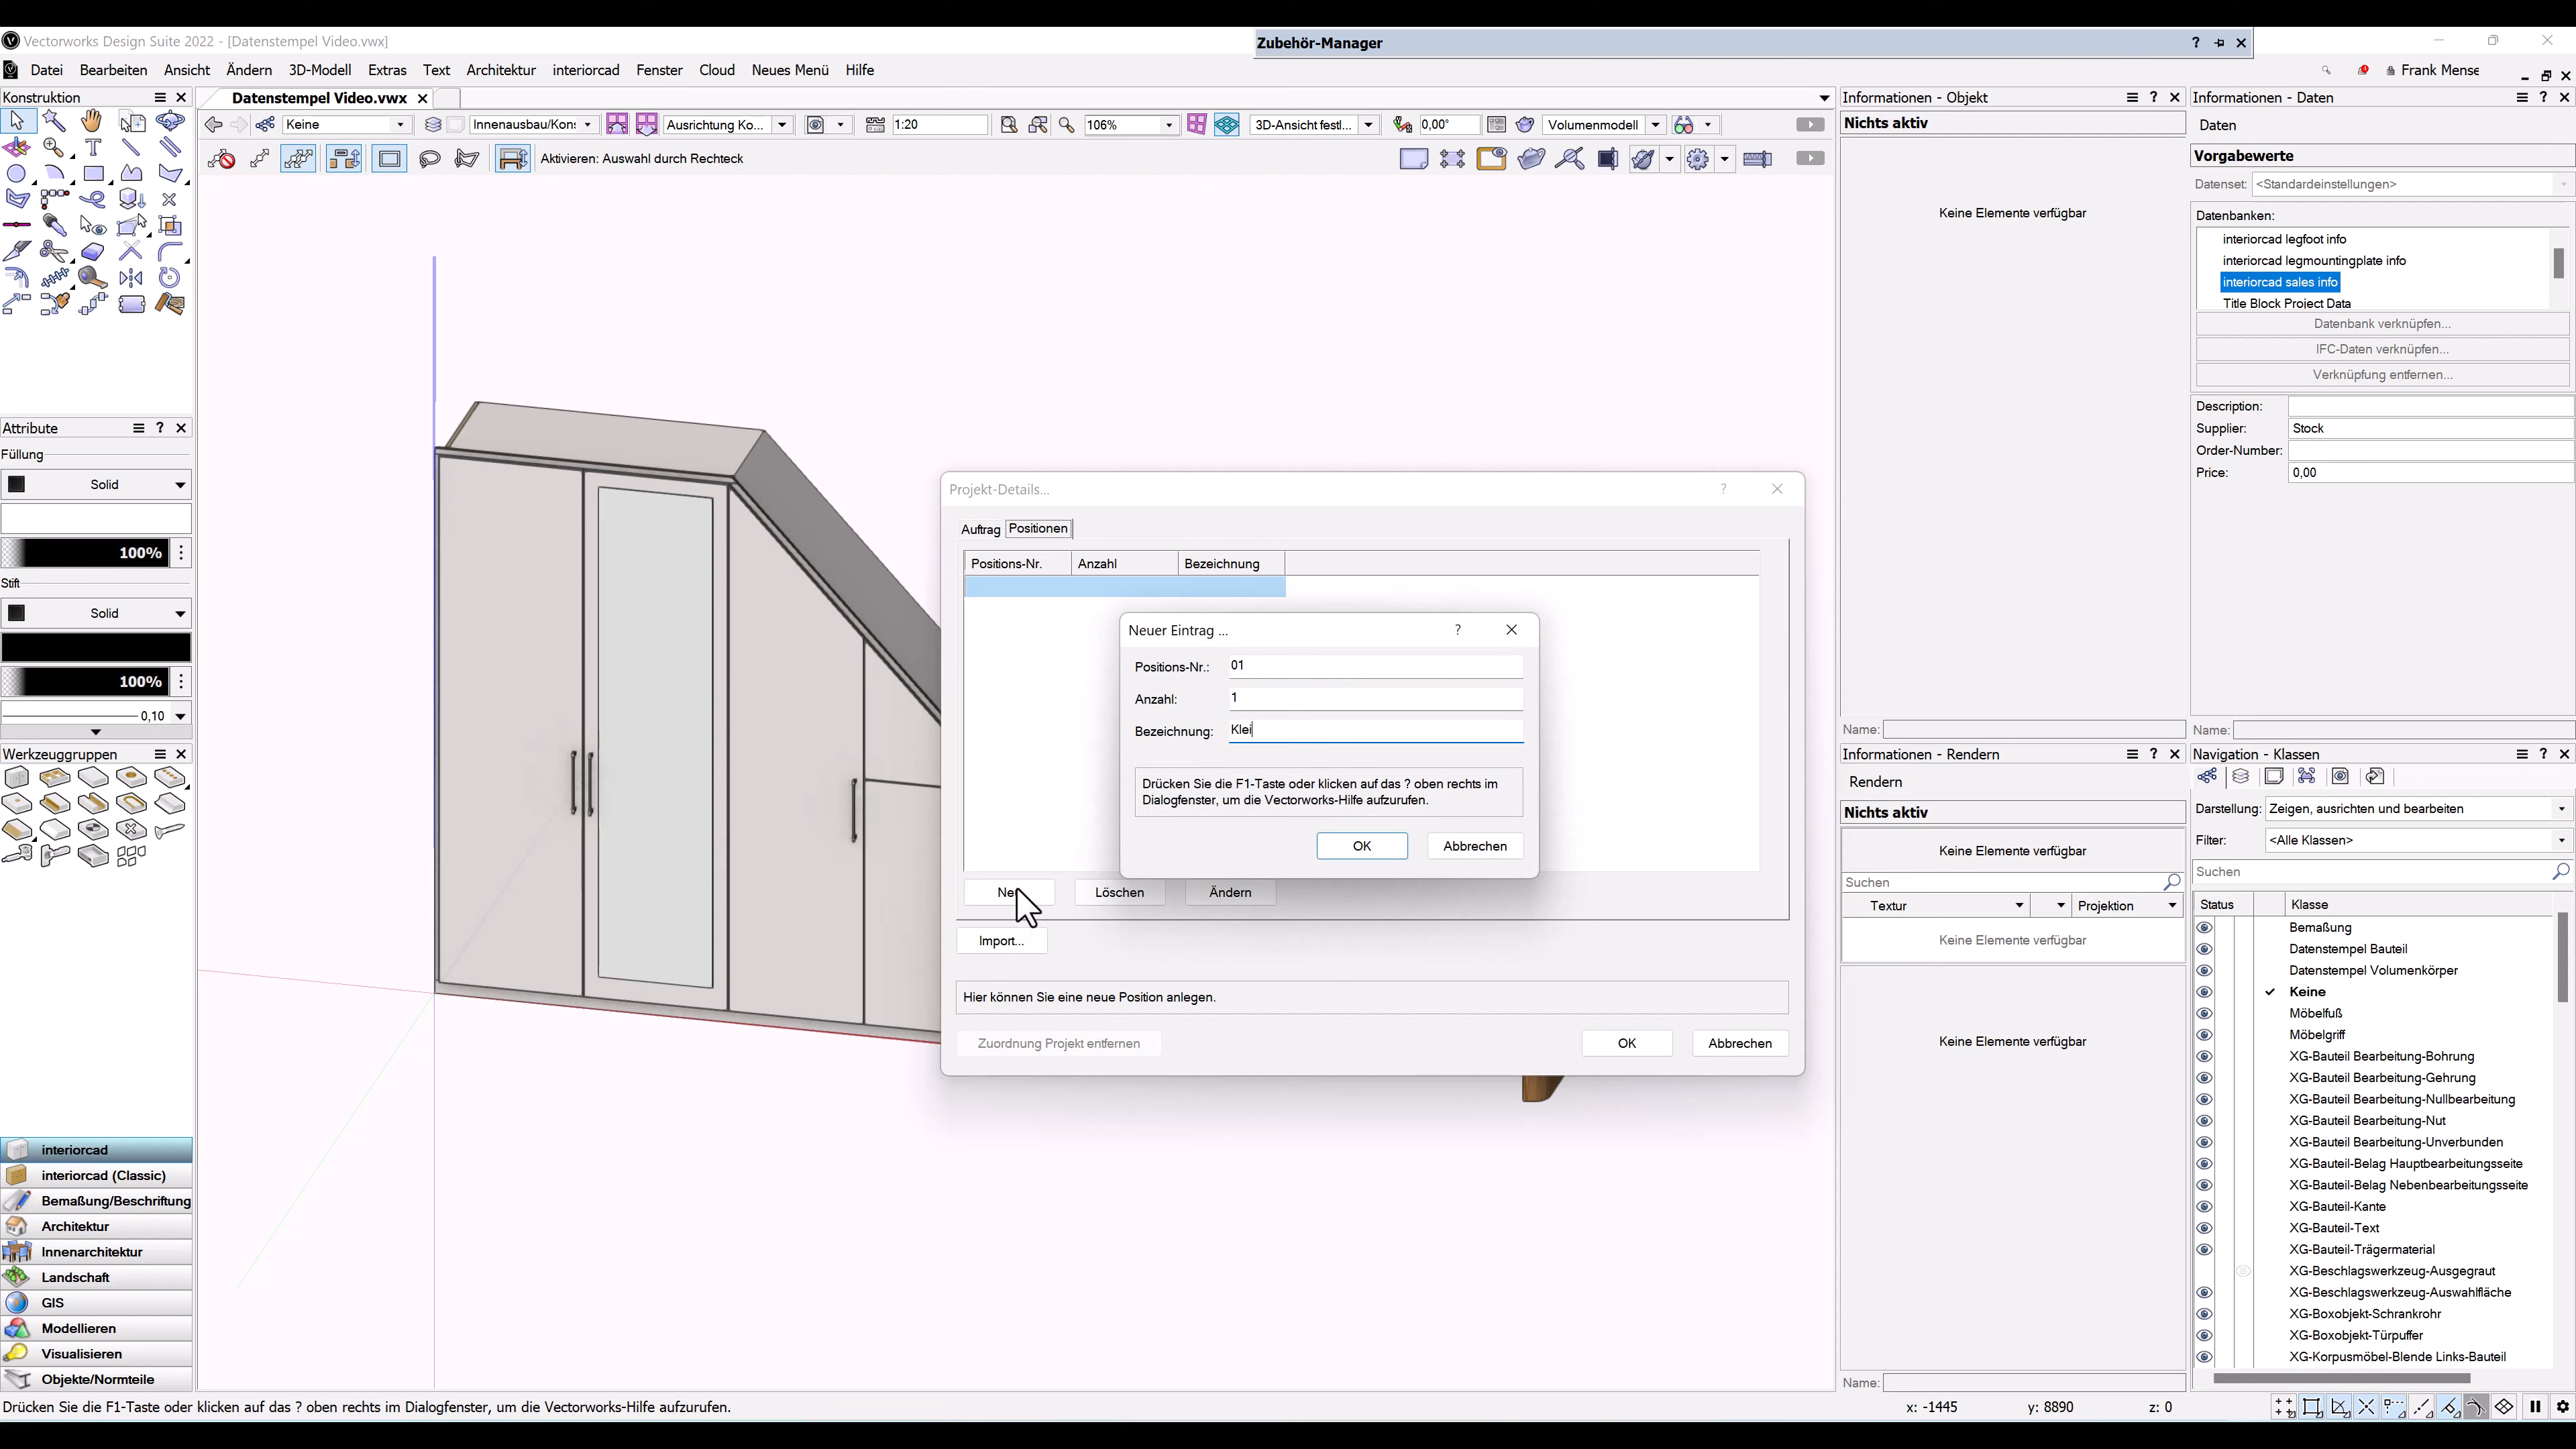 Vectorworks Design Suite 2022 - [Datenstempel Video.vwx]
Zubehör-Manager
Datei Bearbeiten Ansicht Ändern 3D-Modell Extras Text Architektur interiorcad Fenster Cloud Neues Menü Hilfe
Frank Mense
Konstruktion
Datenstempel Video.vwx
Keine
Innenausbau/Kon:
Ausrichtung Ko...
1:20
106%
3D-Ansicht festl...
0,00°
Volumenmodell
Aktivieren: Auswahl durch Rechteck
Attribute
Füllung
Solid
100%
Stift
Solid
100%
0,10
Werkzeuggruppen
interiorcad
interiorcad (Classic)
Bemaßung/Beschriftung
Architektur
Innenarchitektur
Landschaft
GIS
Modellieren
Visualisieren
Objekte/Normteile
Projekt-Details...
Auftrag Positionen
Positions-Nr. Anzahl Bezeichnung
Neuer Eintrag ...
Positions-Nr.: 01
Anzahl: 1
Bezeichnung: Klei
Drücken Sie die F1-Taste oder klicken auf das ? oben rechts im
Dialogfenster, um die Vectorworks-Hilfe aufzurufen.
OK Abbrechen
Löschen Ändern
Import...
Hier können Sie eine neue Position anlegen.
Zuordnung Projekt entfernen OK Abbrechen
Informationen - Objekt
Nichts aktiv
Keine Elemente verfügbar
Name:
Informationen - Rendern
Rendern
Nichts aktiv
Keine Elemente verfügbar
Suchen
Textur Projektion
Keine Elemente verfügbar
Keine Elemente verfügbar
Name:
Informationen - Daten
Daten
Vorgabewerte
Datenset: <Standardeinstellungen>
Datenbanken:
interiorcad legfoot info
interiorcad legmountingplate info
interiorcad sales info
Title Block Project Data
Datenbank verknüpfen...
IFC-Daten verknüpfen...
Verknüpfung entfernen...
Description:
Supplier: Stock
Order-Number:
Price: 0,00
Name:
Navigation - Klassen
Darstellung: Zeigen, ausrichten und bearbeiten
Filter: <Alle Klassen>
Suchen
Status Klasse
Bemaßung
Datenstempel Bauteil
Datenstempel Volumenkörper
Keine
Möbelfuß
Möbelgriff
XG-Bauteil Bearbeitung-Bohrung
XG-Bauteil Bearbeitung-Gehrung
XG-Bauteil Bearbeitung-Nullbearbeitung
XG-Bauteil Bearbeitung-Nut
XG-Bauteil Bearbeitung-Unverbunden
XG-Bauteil-Belag Hauptbearbeitungsseite
XG-Bauteil-Belag Nebenbearbeitungsseite
XG-Bauteil-Kante
XG-Bauteil-Text
XG-Bauteil-Trägermaterial
XG-Beschlagswerkzeug-Ausgegraut
XG-Beschlagswerkzeug-Auswahlfläche
XG-Boxobjekt-Schrankrohr
XG-Boxobjekt-Türpuffer
XG-Korpusmöbel-Blende Links-Bauteil
Drücken Sie die F1-Taste oder klicken auf das ? oben rechts im Dialogfenster, um die Vectorworks-Hilfe aufzurufen.
x: -1445 y: 8890 z: 0